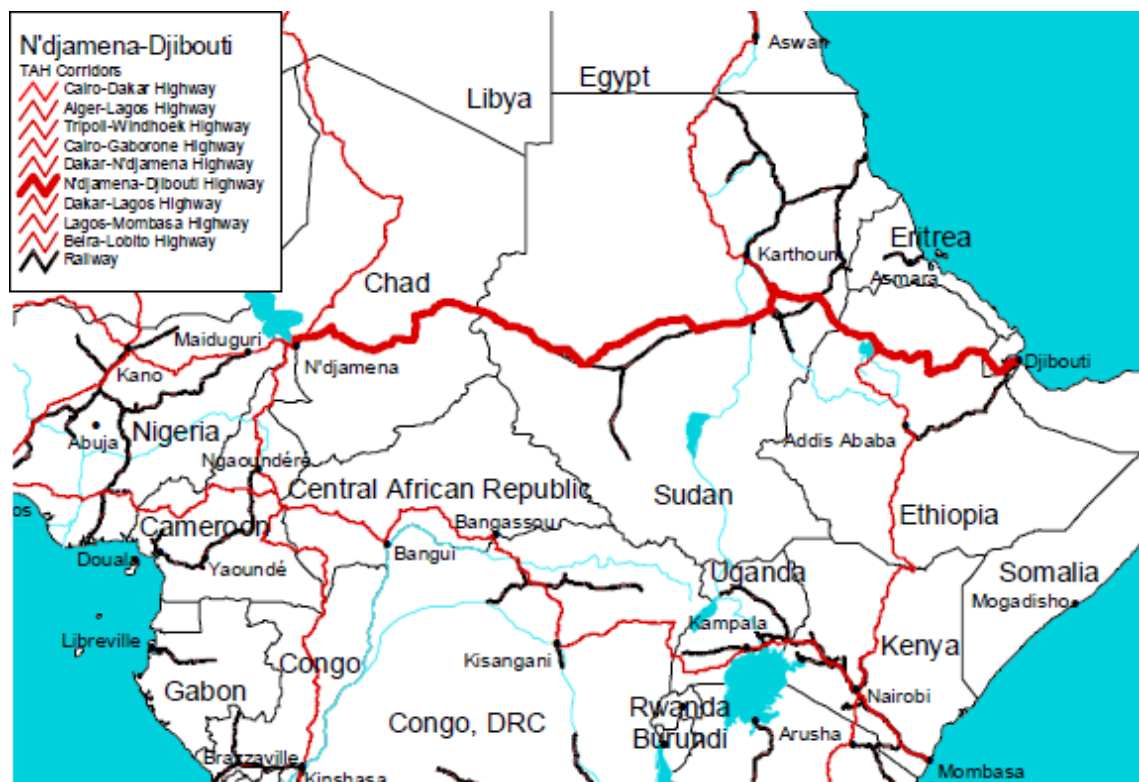 N'djamena-Djibouti
TAH Corridors
Cairo-Dakar Highway
Alger-Lagos Highway
Tripoli-Windhoek Highway
Cairo-Gaborone Highway
Dakar-N'djamena Highway
N'djamena-Djibouti Highway
Dakar-Lagos Highway
Lagos-Mombasa Highway
Beira-Lobito Highway
Railway
Aswan
Egypt
Libya
Karthoum
Eritrea
Asmara
Chad
Maiduguri
N'djamena
Djibouti
Kano
Abuja
Nigeria
Addis Ababa
Ngaoundéré
Central African Republic
Sudan
os
Ethiopia
Cameroon
Bangassou
Bangui
Douala
Yaoundé
Uganda
Somalia
Mogadisho
Kampala
Libreville
Congo
Kisangani
Kenya
Gabon
Nairobi
Congo, DRC
Rwanda
Burundi
Arusha
Brazzaville
Kinshasa
Mombasa